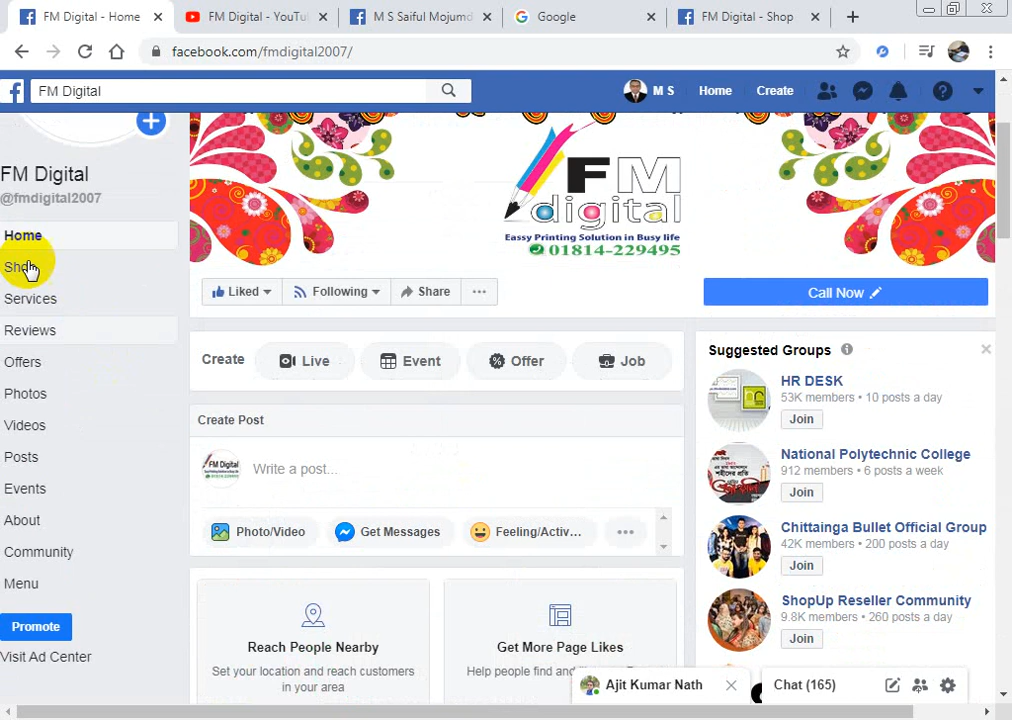 FM Digital - Home
FM Digital - YouTu
M S Saiful Mojumd
Google
FM Digital - Shop
facebook.com/fmdigital2007/
FM Digital
M S
Home
Create
FM Digital
@fmdigital2007
Home
Shop
Services
Reviews
Offers
Photos
Videos
Posts
Events
About
Community
Menu
Promote
Visit Ad Center
FM
digital
Eassy Printing Solution in Busy life
01814-229495
Liked
Following
Share
Call Now
Create
Live
Event
Offer
Job
Create Post
Write a post...
Photo/Video
Get Messages
Feeling/Activ...
Reach People Nearby
Set your location and reach customers
in your area
Get More Page Likes
Help people find and
Suggested Groups
HR DESK
53K members • 10 posts a day
Join
National Polytechnic College
912 members • 6 posts a week
Join
Chittainga Bullet Official Group
42K members • 200 posts a day
Join
ShopUp Reseller Community
9.8K members • 260 posts a day
Join
Ajit Kumar Nath
Chat (165)